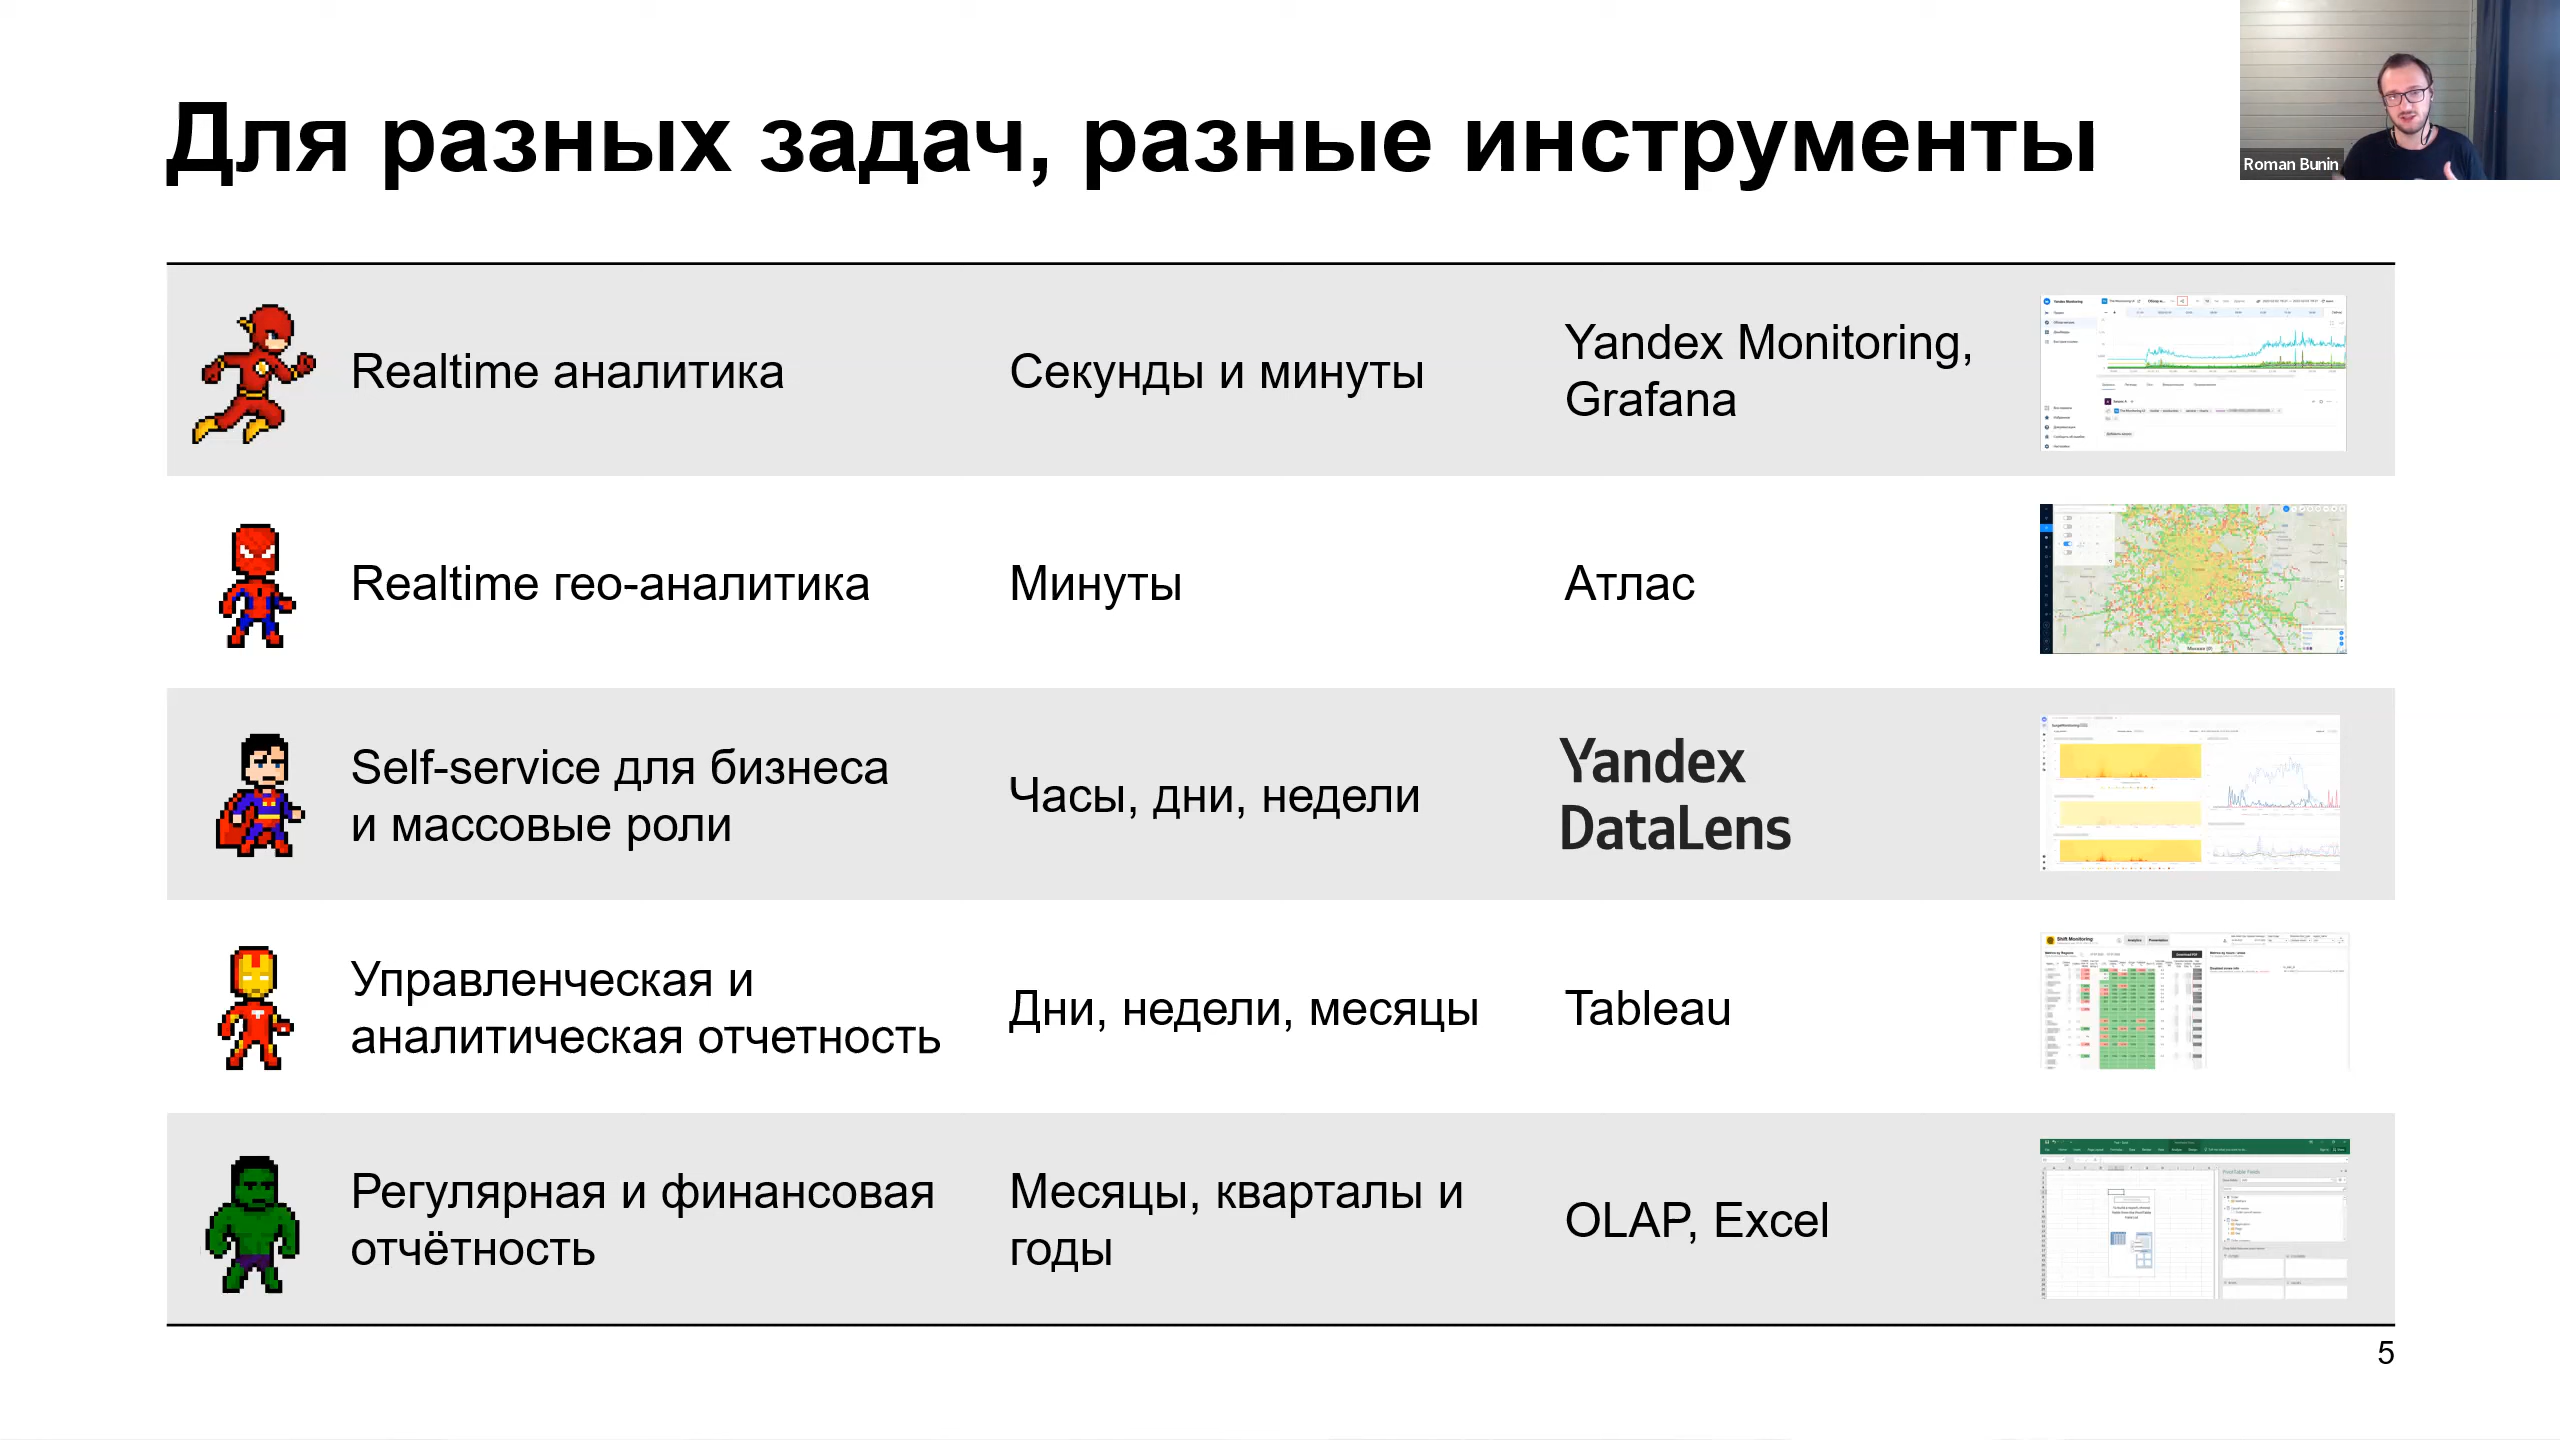 Для разных задач, разные инструменты
Roman Bunin
Realtime аналитика
Секунды и минуты
Yandex Monitoring,
Grafana
Realtime гео-аналитика
Минуты
Атлас
Self-service для бизнеса
и массовые роли
Часы, дни, недели
Yandex
DataLens
Управленческая и
аналитическая отчетность
Дни, недели, месяцы
Tableau
Shift Monitoring
Регулярная и финансовая
отчётность
Месяцы, кварталы и
годы
OLAP, Excel
5